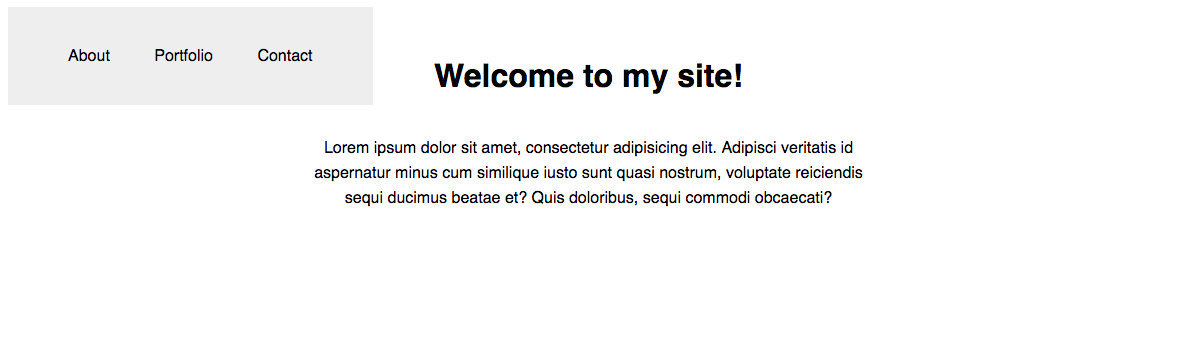 About Portfolio Contact
Welcome to my site!
Lorem ipsum dolor sit amet, consectetur adipisicing elit. Adipisci veritatis id
aspernatur minus cum similique iusto sunt quasi nostrum, voluptate reiciendis
sequi ducimus beatae et? Quis doloribus, sequi commodi obcaecati?